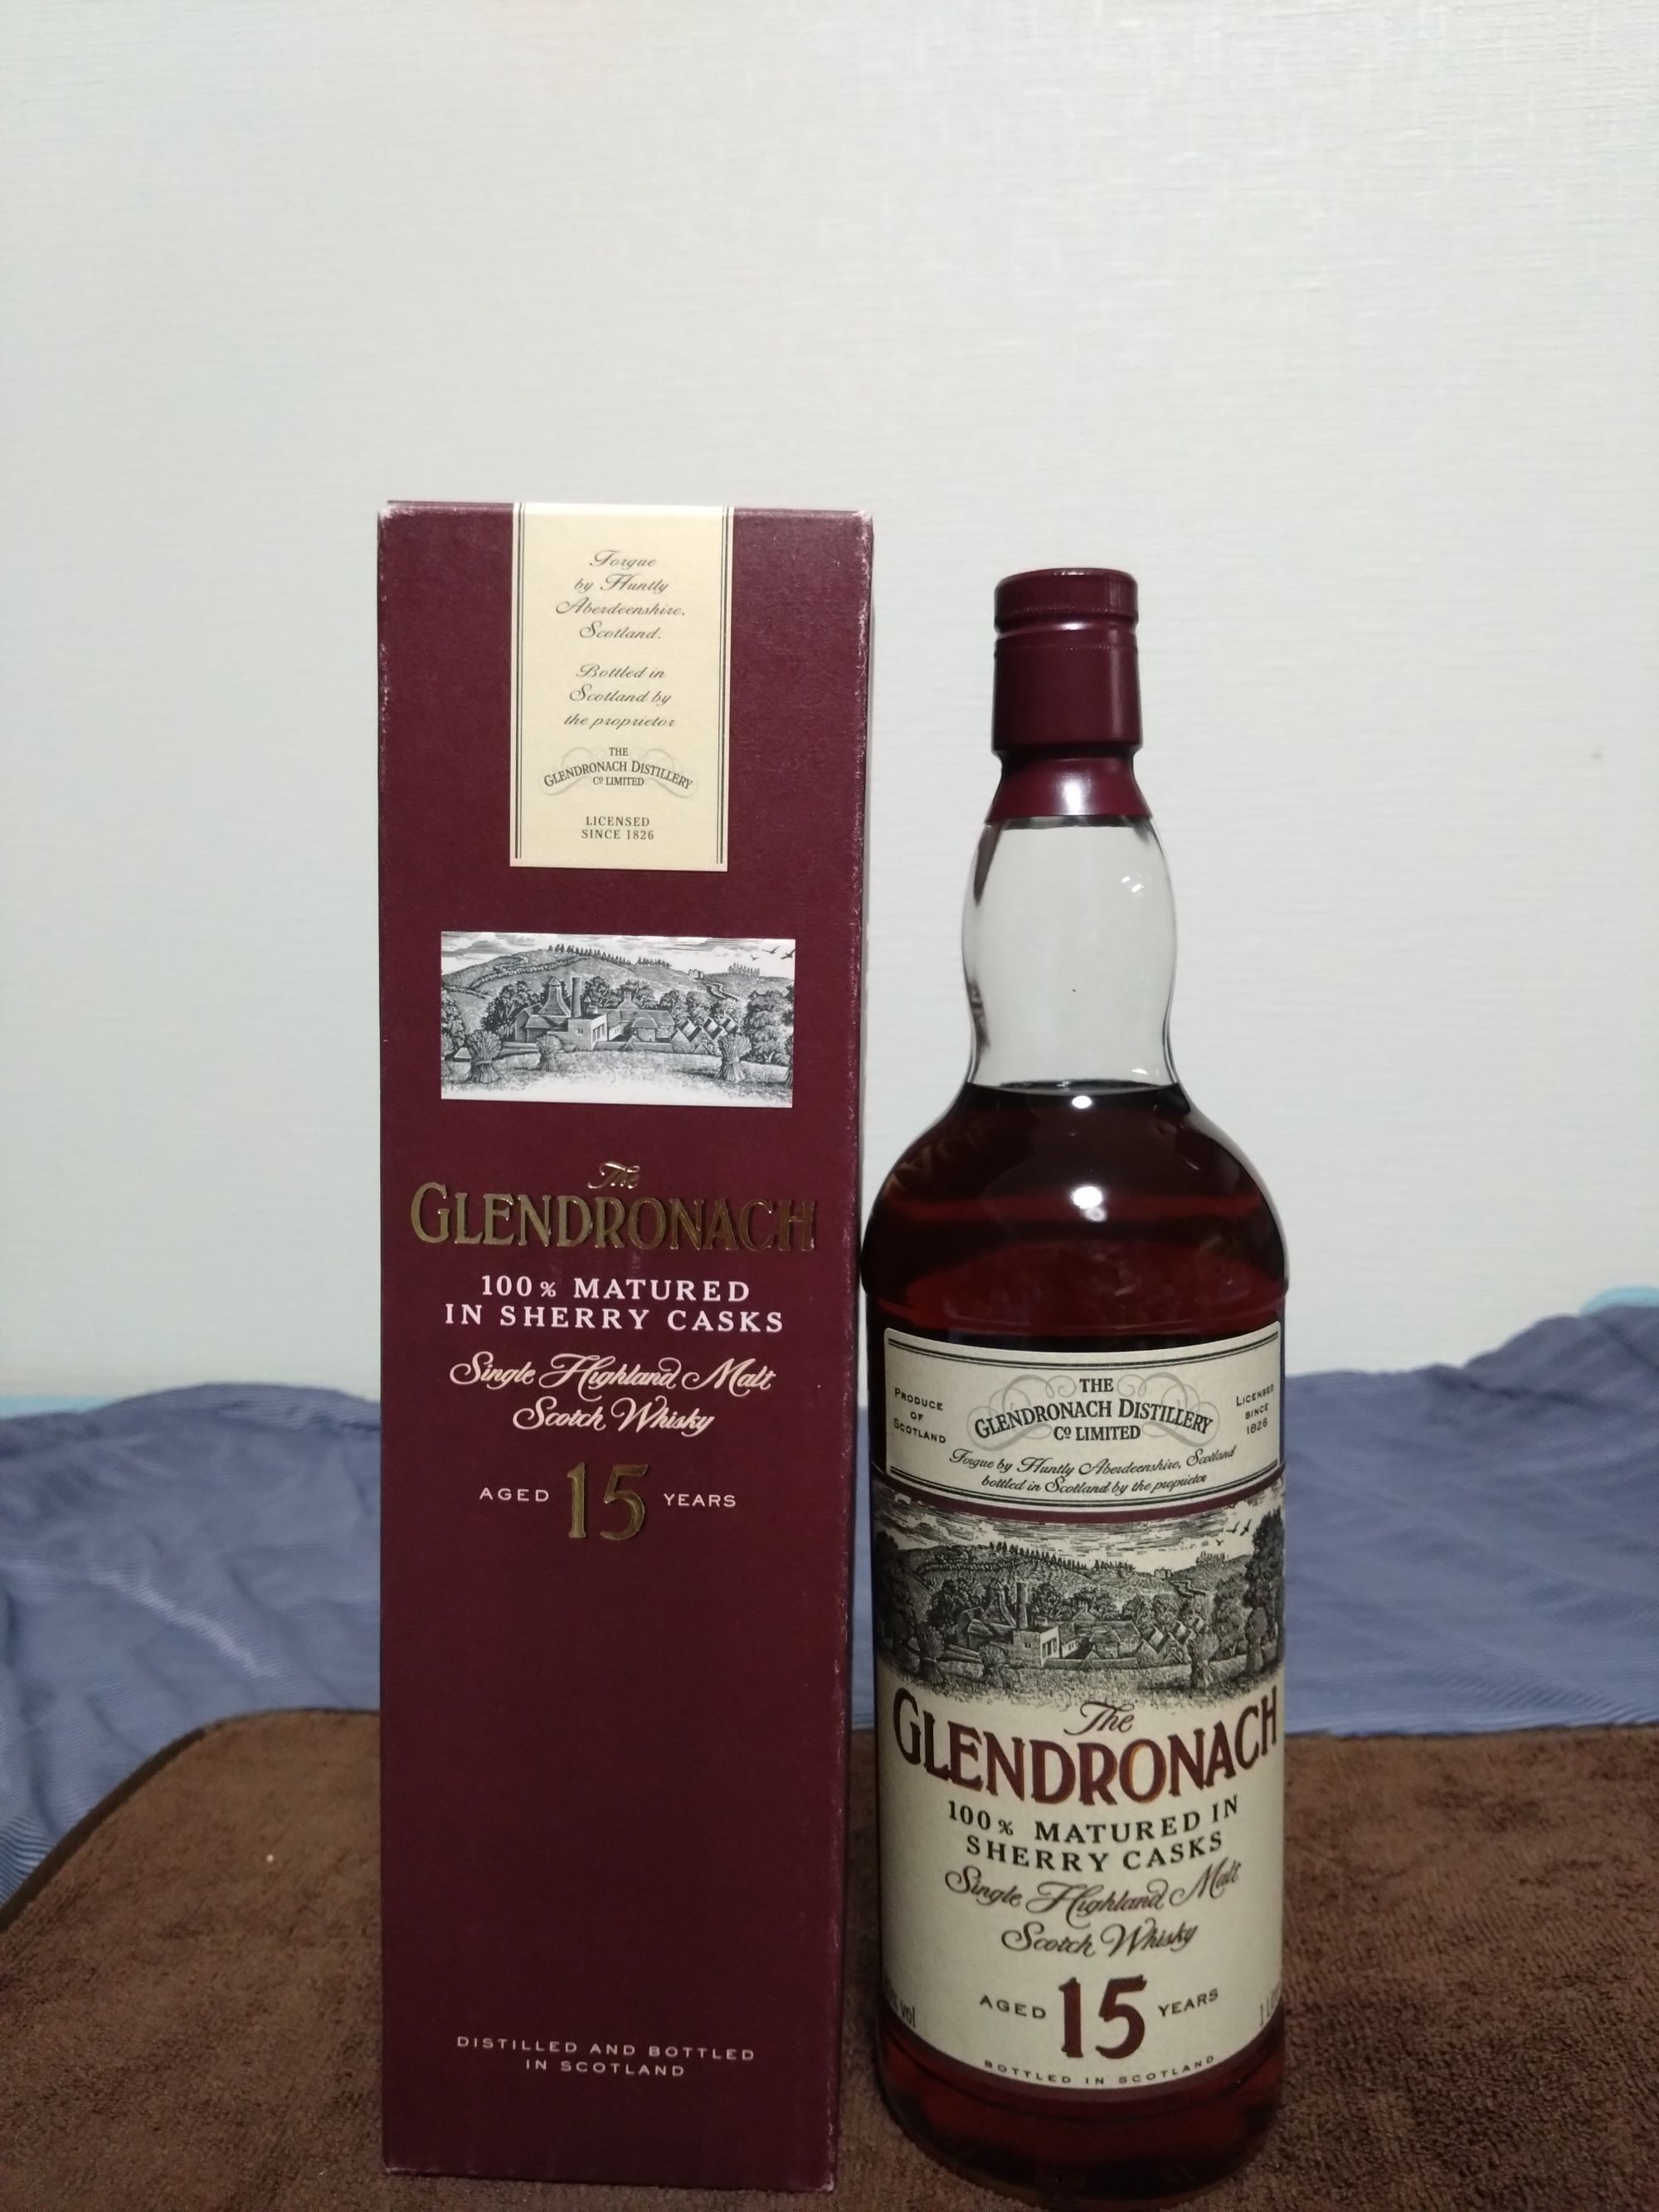 Forgue
by Huntly
Aberdeenshire,
Scotland.
Bottled in
Scotland by
the proprietor
THE
GLENDRONACH DISTILLERY
Cº LIMITED
LICENSED
SINCE 1826
The
GLENDRONACH
100% MATURED
IN SHERRY CASKS
Single Highland Malt
Scotch Whisky
AGED 15 YEARS
DISTILLED AND BOTTLED
IN SCOTLAND
PRODUCE
OF
SCOTLAND
THE
GLENDRONACH DISTILLERY
Cº LIMITED
LICENSED
SINCE
1826
Forgue by Huntly Aberdeenshire, Scotland
bottled in Scotland by the proprietor
The
GLENDRONACH
100% MATURED IN
SHERRY CASKS
Single Highland Malt
Scotch Whisky
AGED 15 YEARS
vol
1
BOTTLED IN SCOTLAND